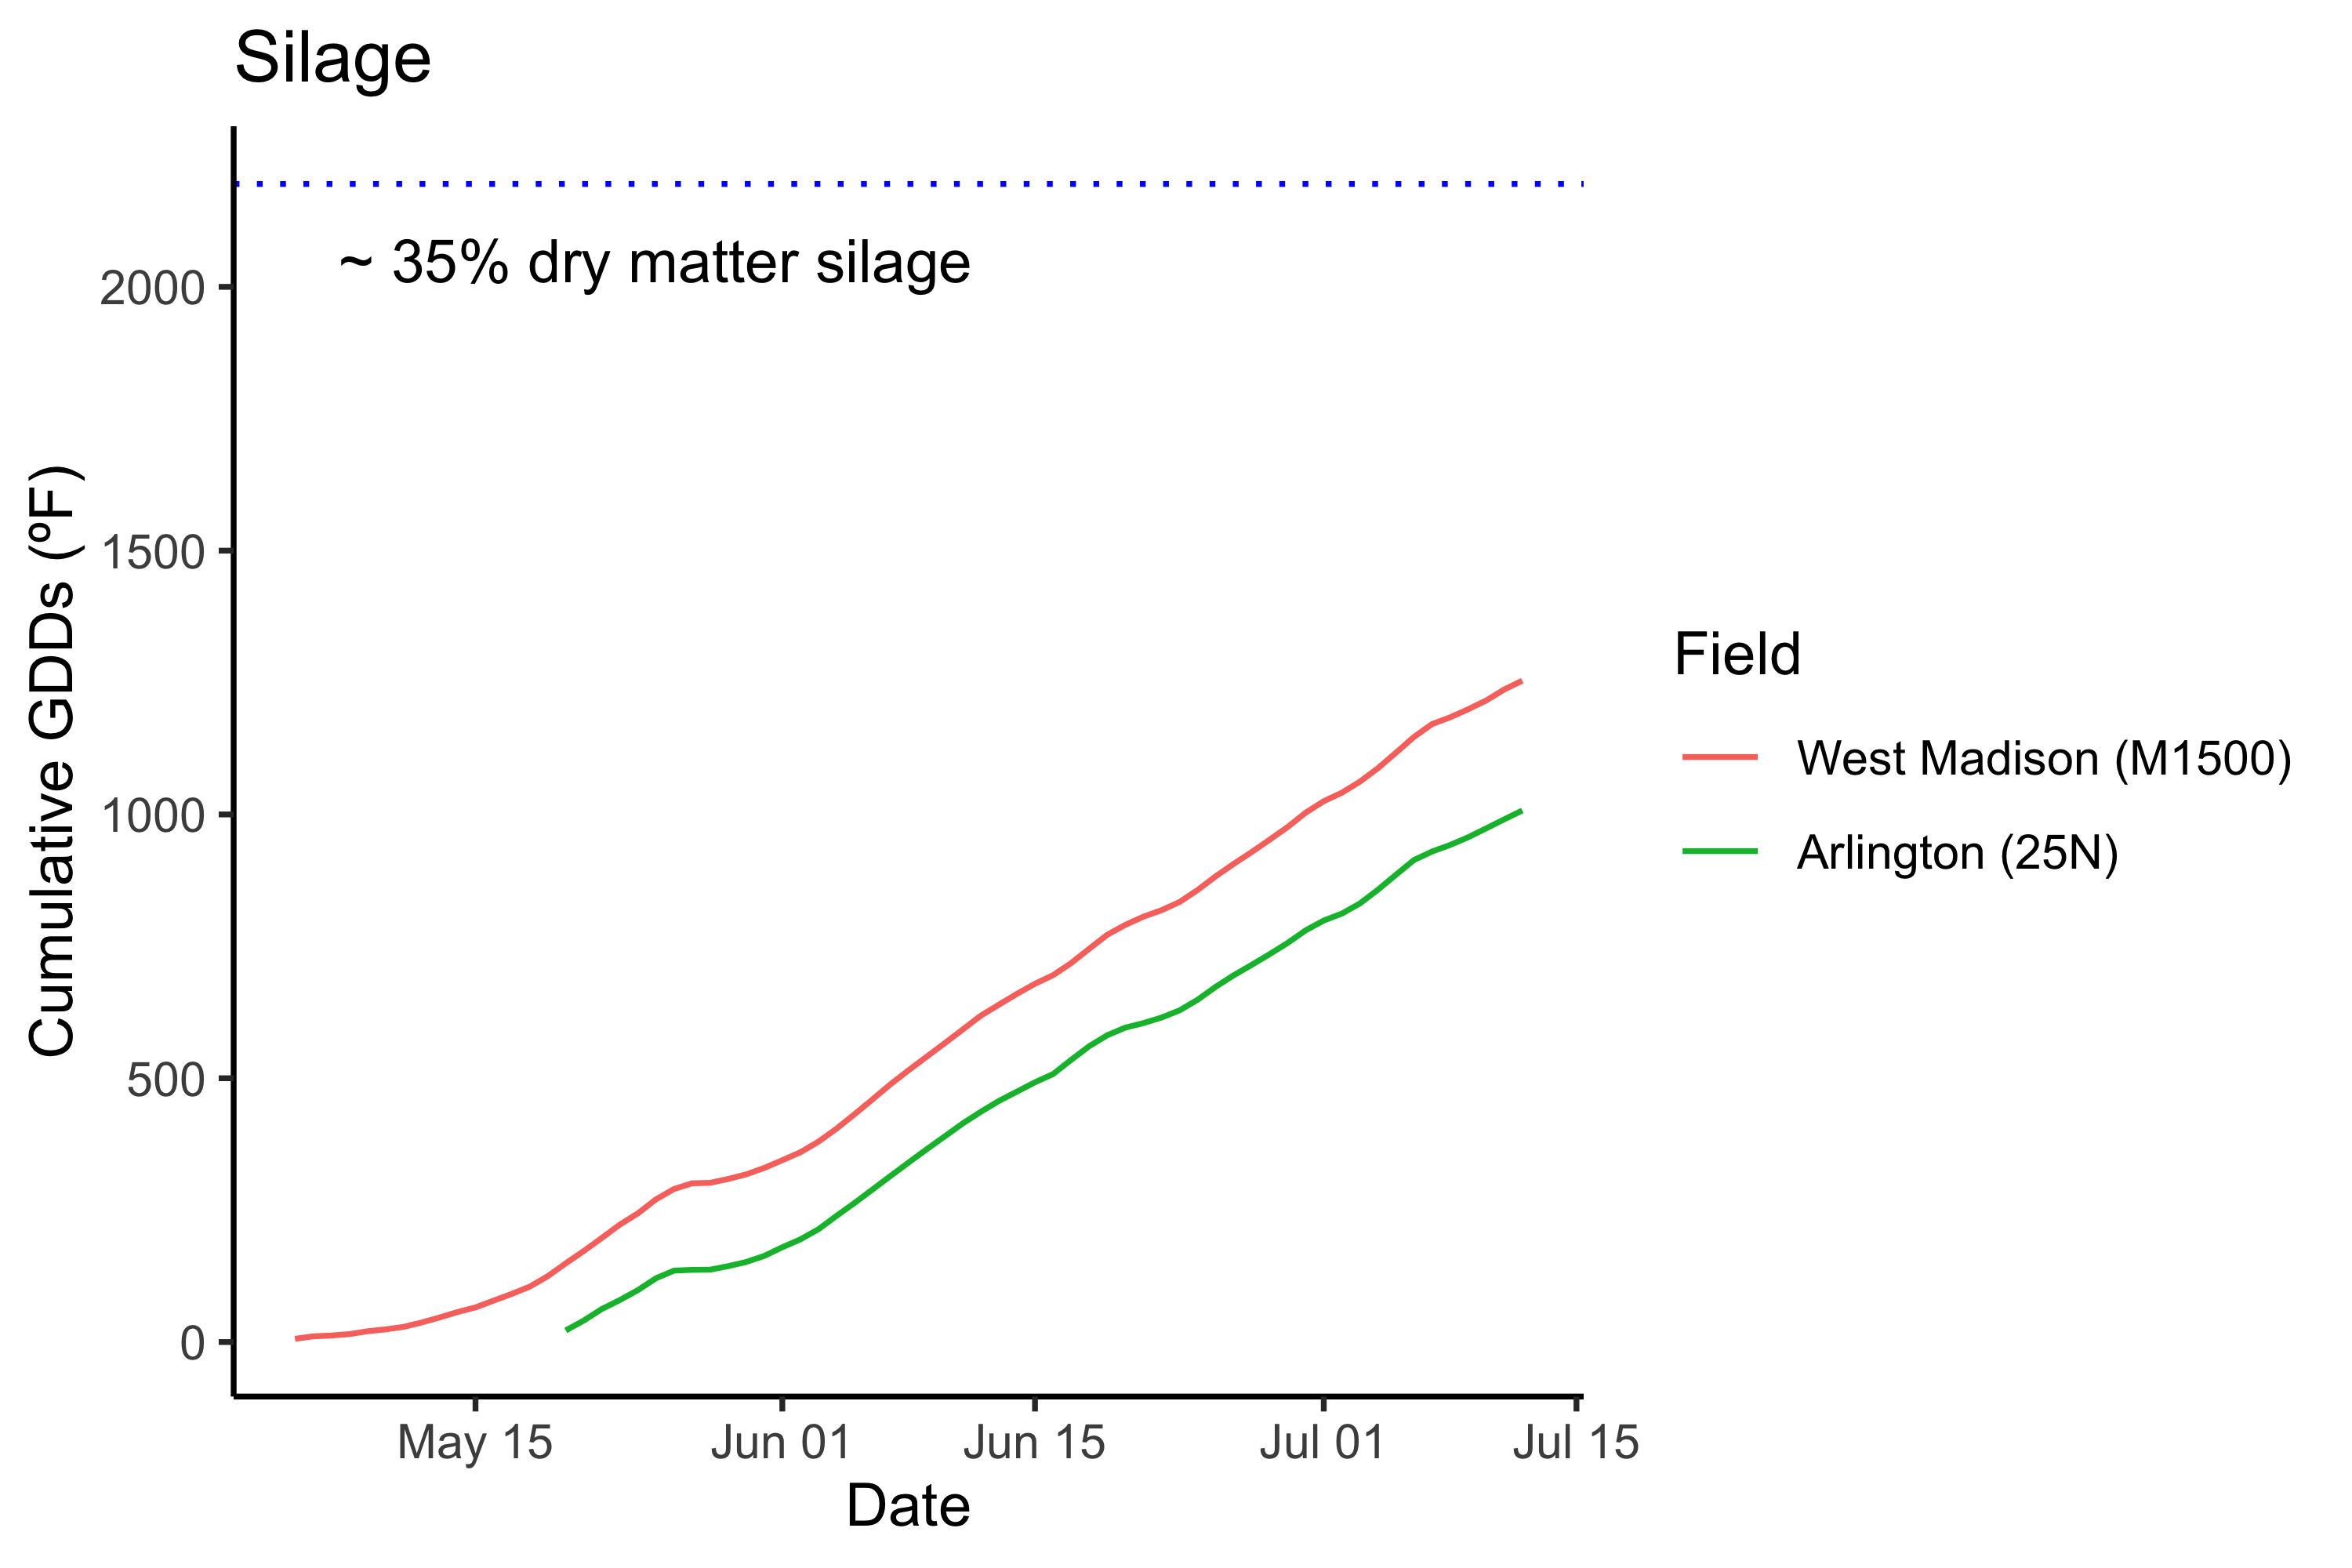 Silage
~ 35% dry matter silage
2000
1500
1000
500
0
Cumulative GDDs (ºF)
May 15
Jun 01
Jun 15
Jul 01
Jul 15
Date
Field
West Madison (M1500)
Arlington (25N)